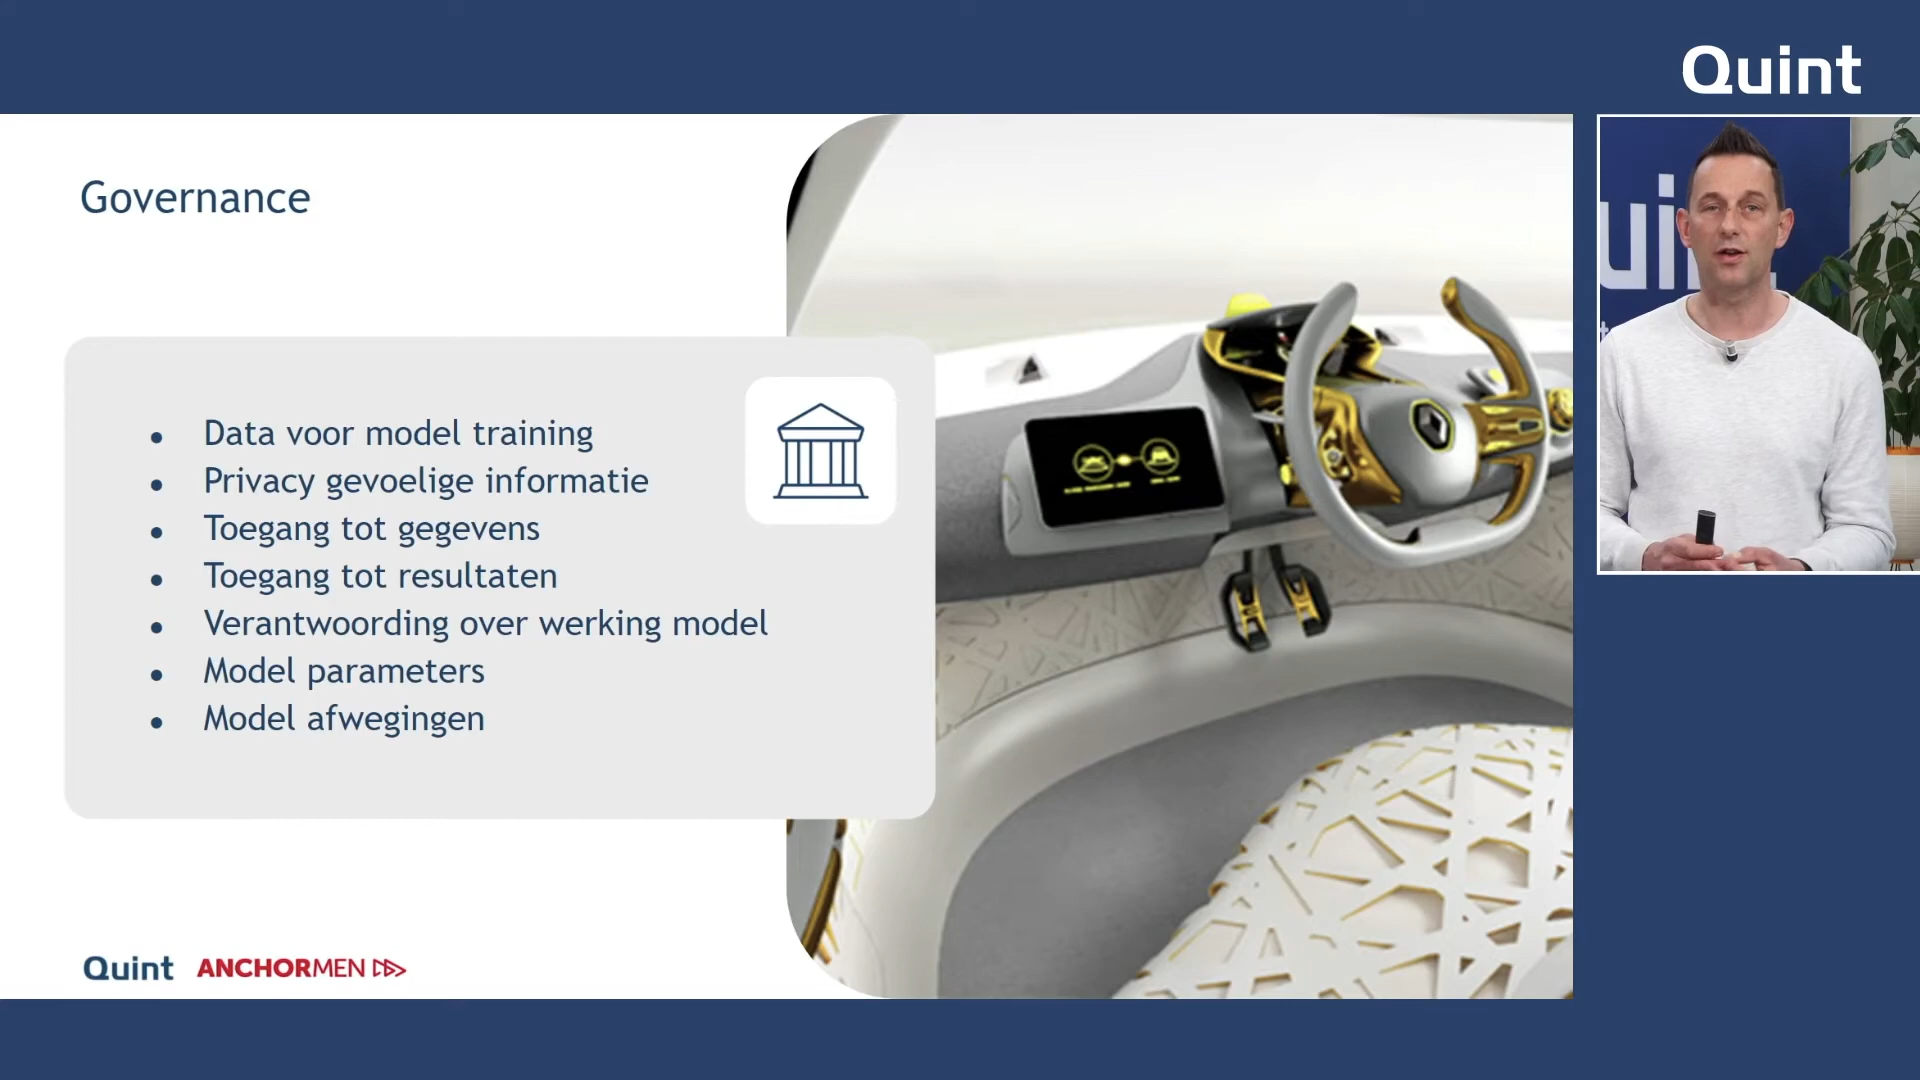 Quint
Governance
Data voor model training
Privacy gevoelige informatie
Toegang tot gegevens
Toegang tot resultaten
Verantwoording over werking model
Model parameters
Model afwegingen
Quint ANCHORMEN